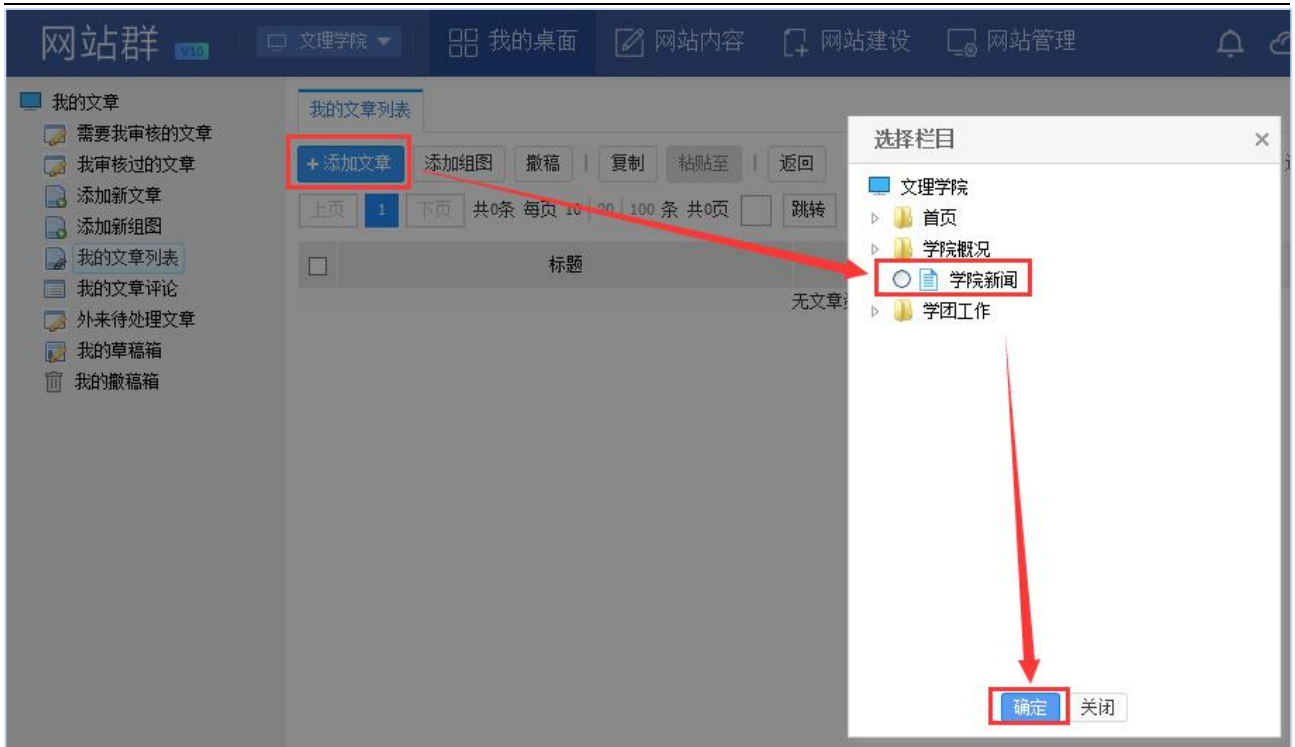 网站群 V10 文理学院 我的桌面 网站内容 网站建设 网站管理
我的文章
需要我审核的文章
我审核过的文章
添加新文章
添加新组图
我的文章列表
我的文章评论
外来待处理文章
我的草稿箱
我的撤稿箱
我的文章列表
+ 添加文章 添加组图 撤稿 | 复制 粘贴至 | 返回
上页 1 下页 共0条 每页 10 | 20 | 100 条 共0页 跳转
标题
无文章
选择栏目 ×
文理学院
首页
学院概况
学院新闻
学团工作
确定 关闭